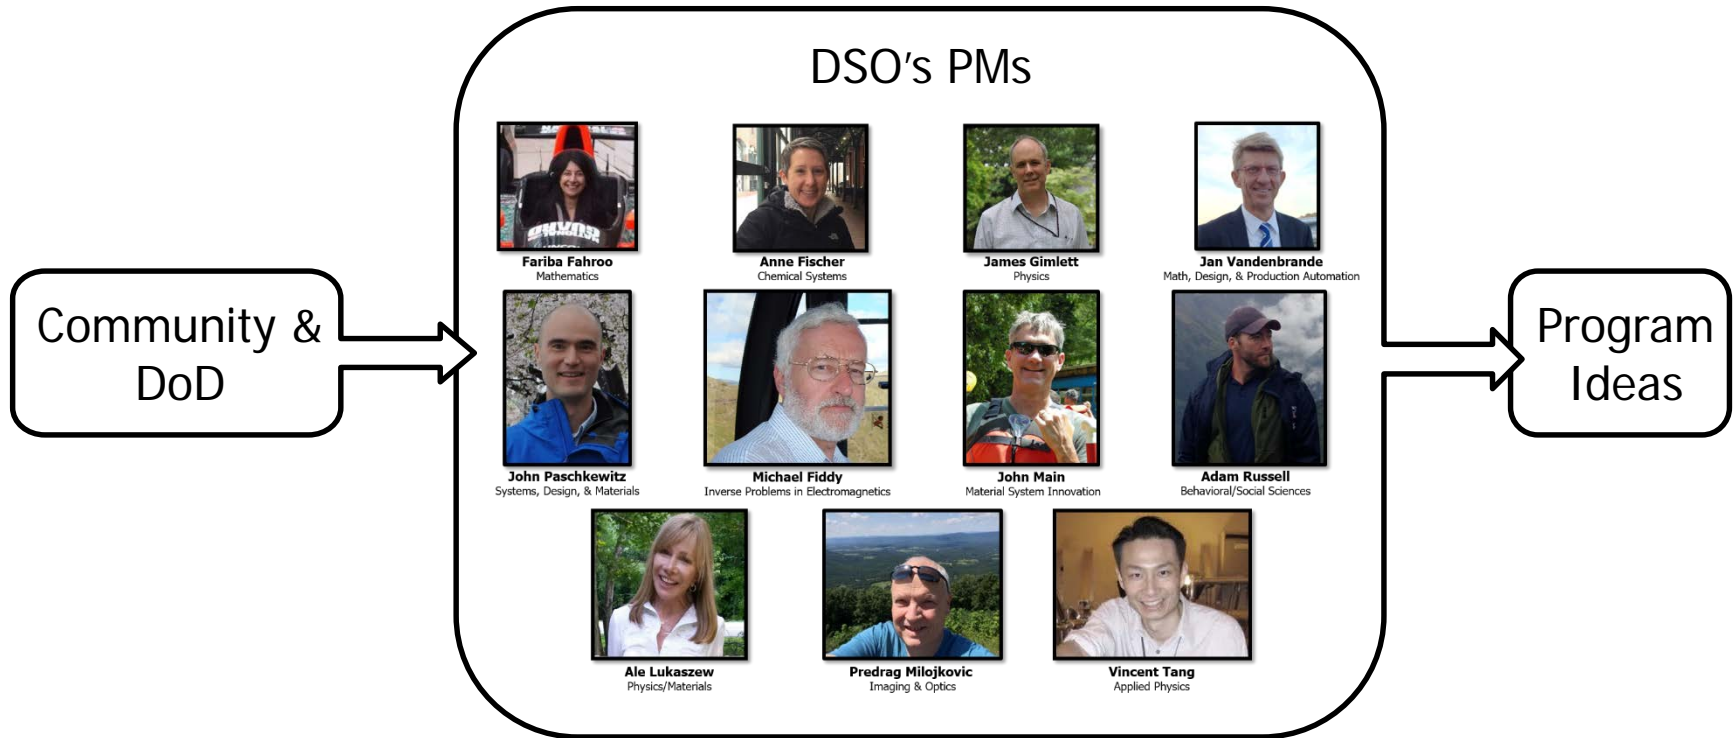 DSO's PMs
Community &
DoD
Fariba Fahroo
Mathematics
Anne Fischer
Chemical Systems
James Gimlett
Physics
Jan Vandenbrande
Math, Design, & Production Automation
John Paschkewitz
Systems, Design, & Materials
Michael Fiddy
Inverse Problems in Electromagnetics
John Main
Material System Innovation
Adam Russell
Behavioral/Social Sciences
Ale Lukaszew
Physics/Materials
Predrag Milojkovic
Imaging & Optics
Vincent Tang
Applied Physics
Program
Ideas